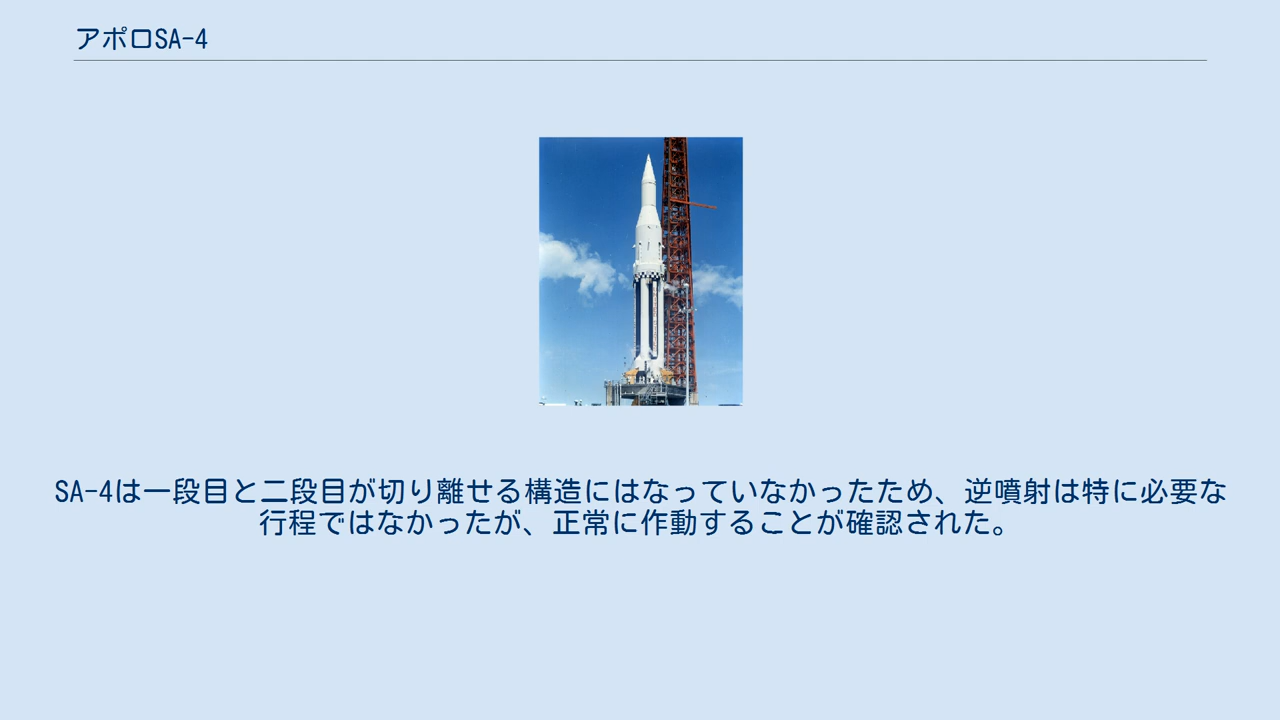 アポロSA-4
SA-4は一段目と二段目が切り離せる構造にはなっていなかったため、逆噴射は特に必要な
行程ではなかったが、正常に作動することが確認された。